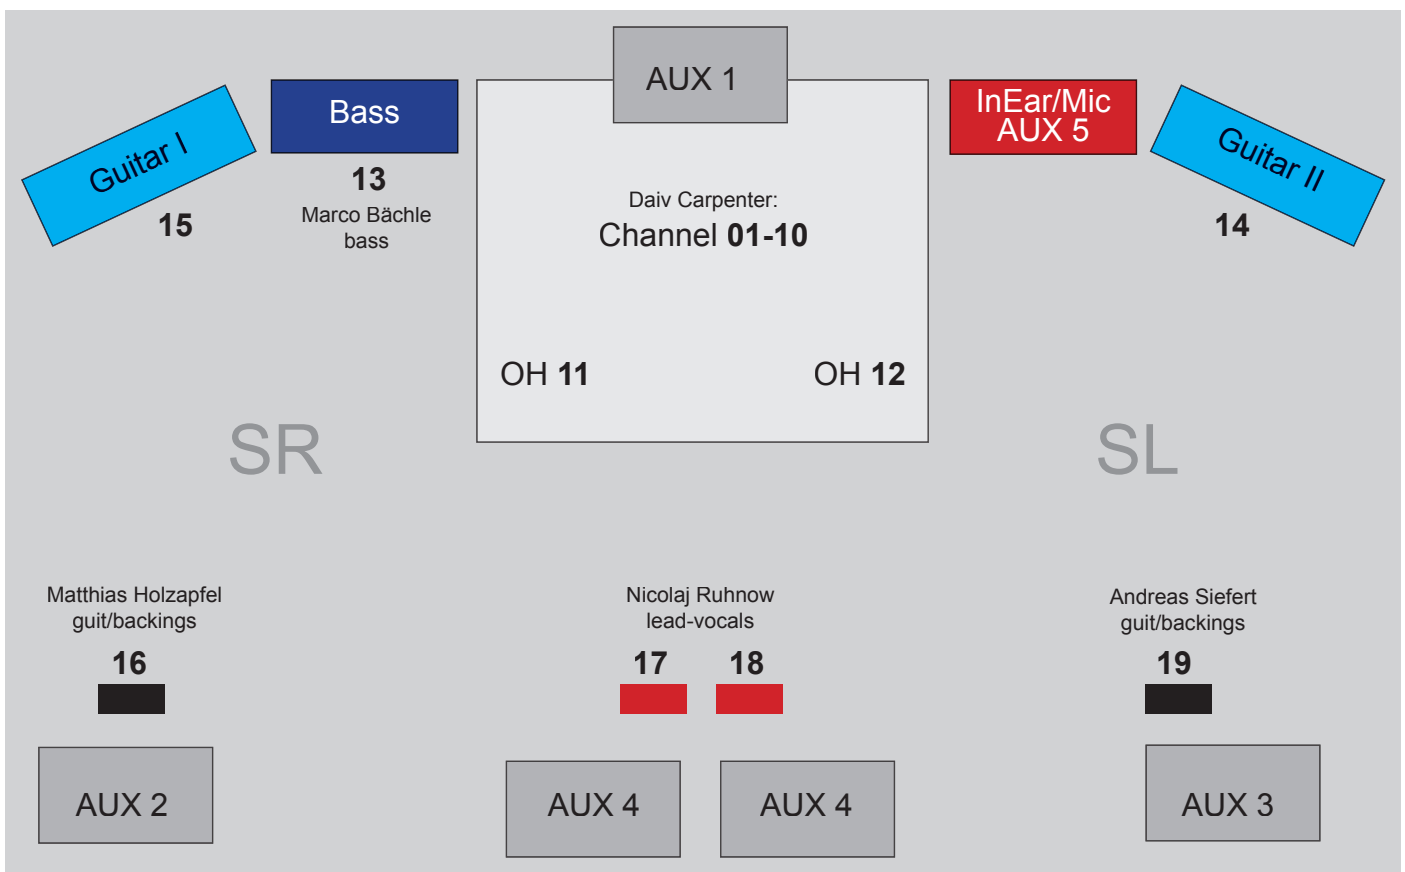 AUX 1
Bass
InEar/Mic
AUX 5
Guitar I
Guitar II
13
Marco Bächle
bass
15
Daiv Carpenter:
Channel 01-10
14
OH 11
OH 12
SR
SL
Matthias Holzapfel
guit/backings
16
Nicolaj Ruhnow
lead-vocals
17
18
Andreas Siefert
guit/backings
19
AUX 2
AUX 4
AUX 4
AUX 3